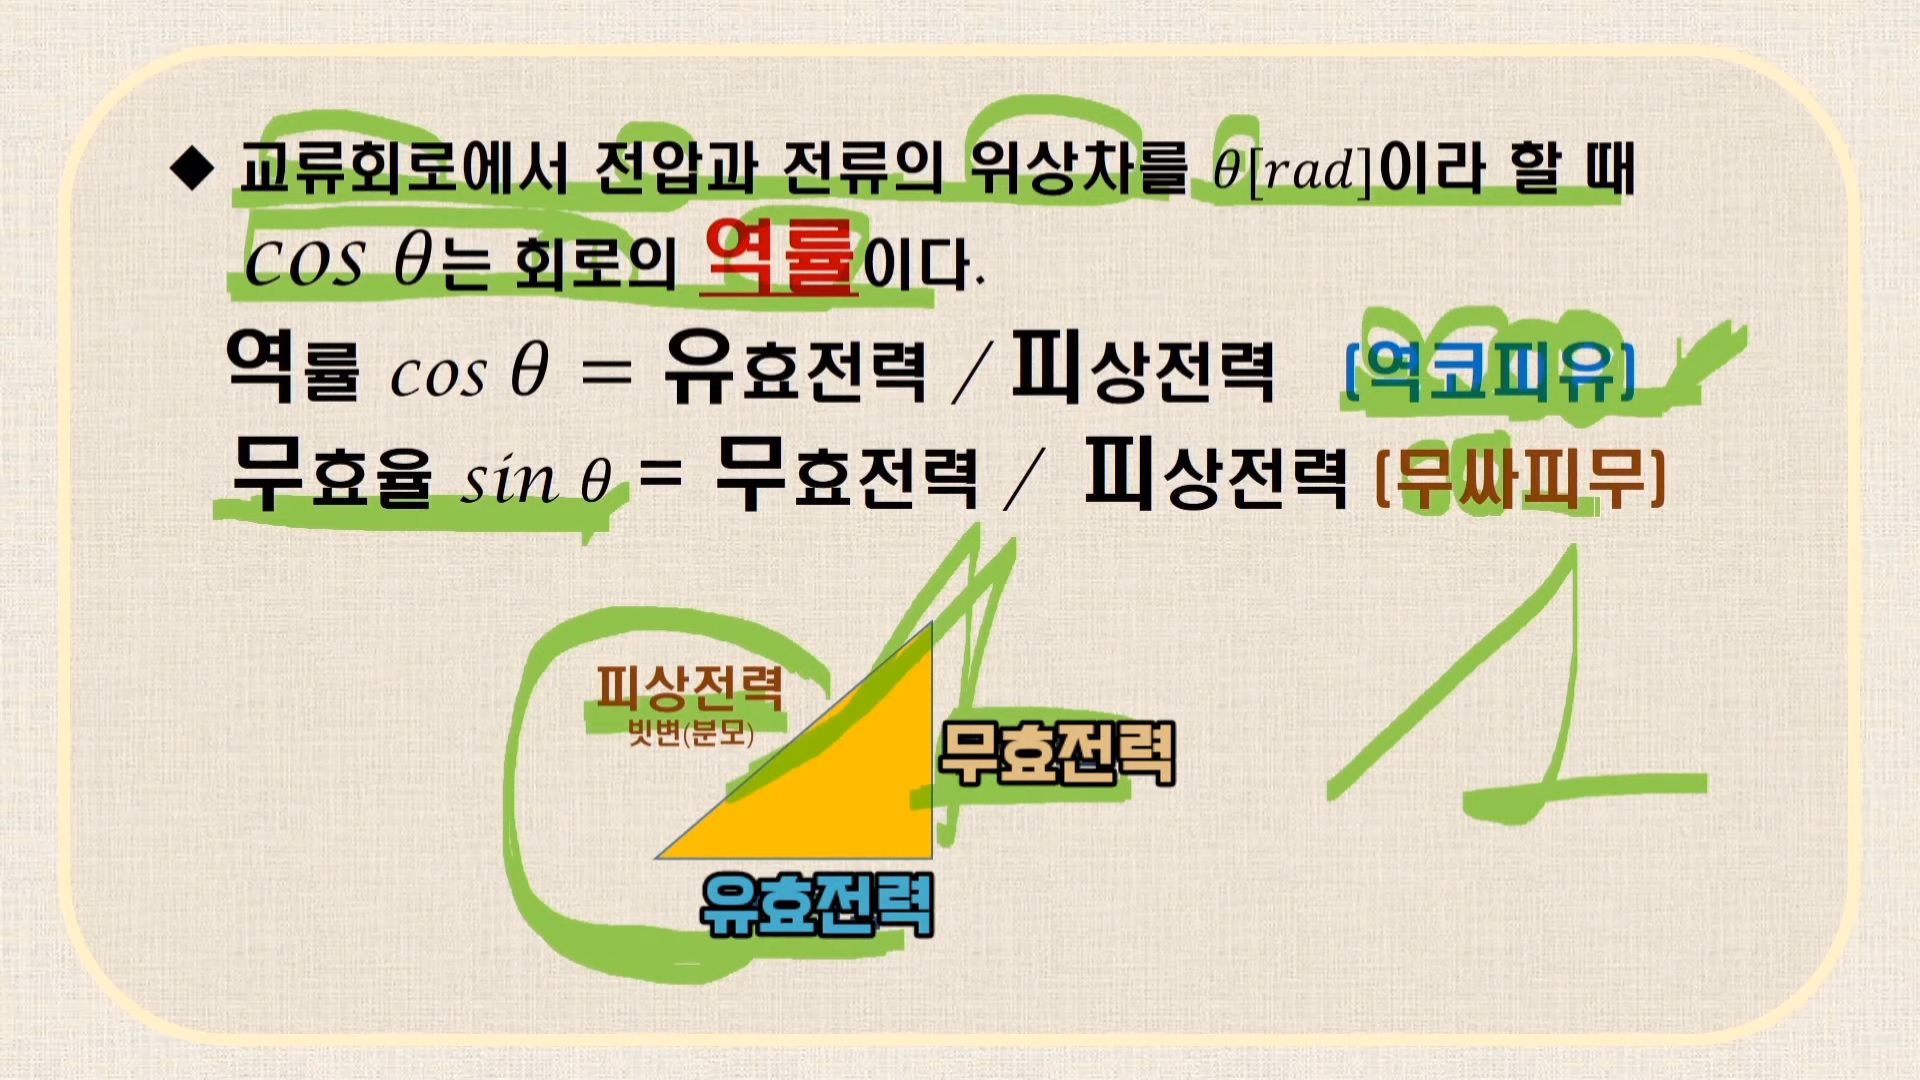 ◆ 교류회로에서 전압과 전류의 위상차를 θ[rad]이라 할 때
cos θ는 회로의 역률이다.
역률 cos θ = 유효전력 / 피상전력 (역코피유)
무효율 sin θ = 무효전력 / 피상전력 (무싸피무)
피상전력
빗변(분모)
무효전력
유효전력